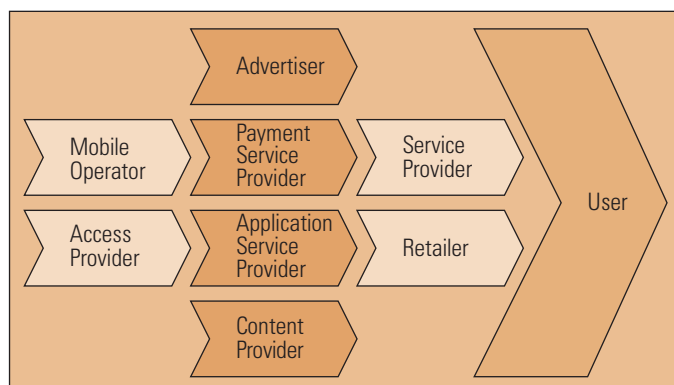 Advertiser
Mobile
Operator
Payment
Service
Provider
Service
Provider
User
Access
Provider
Application
Service
Provider
Retailer
Content
Provider